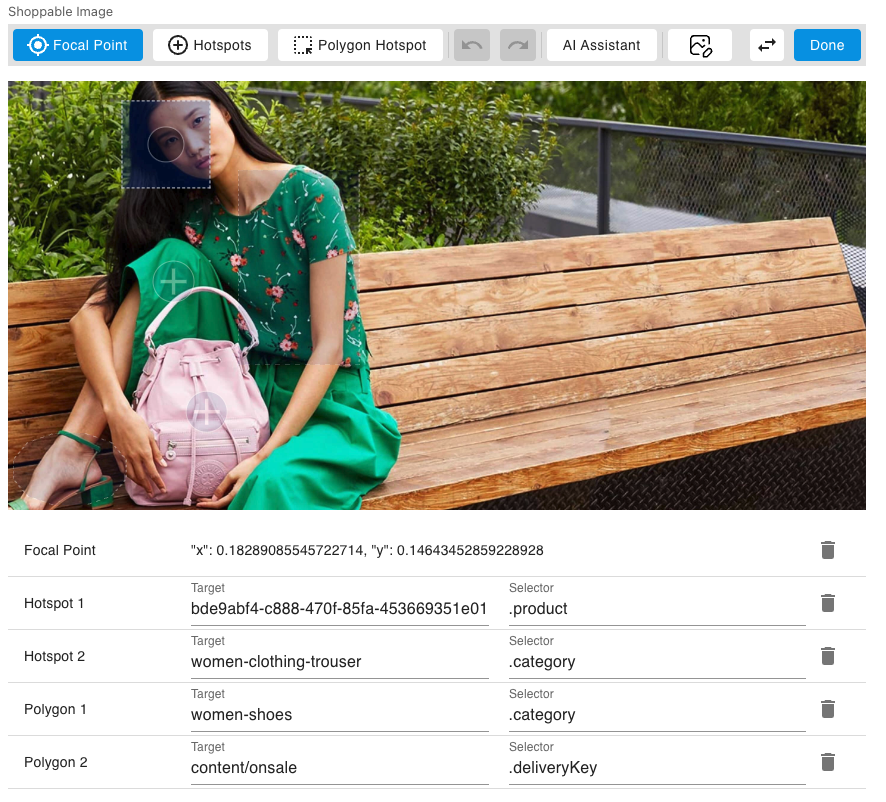 Shoppable Image
Focal Point Hotspots Polygon Hotspot AI Assistant Done
Focal Point "x": 0.18289085545722714, "y": 0.14643452859228928
Target Selector
Hotspot 1 bde9abf4-c888-470f-85fa-453669351e01 .product
Target Selector
Hotspot 2 women-clothing-trouser .category
Target Selector
Polygon 1 women-shoes .category
Target Selector
Polygon 2 content/onsale .deliveryKey